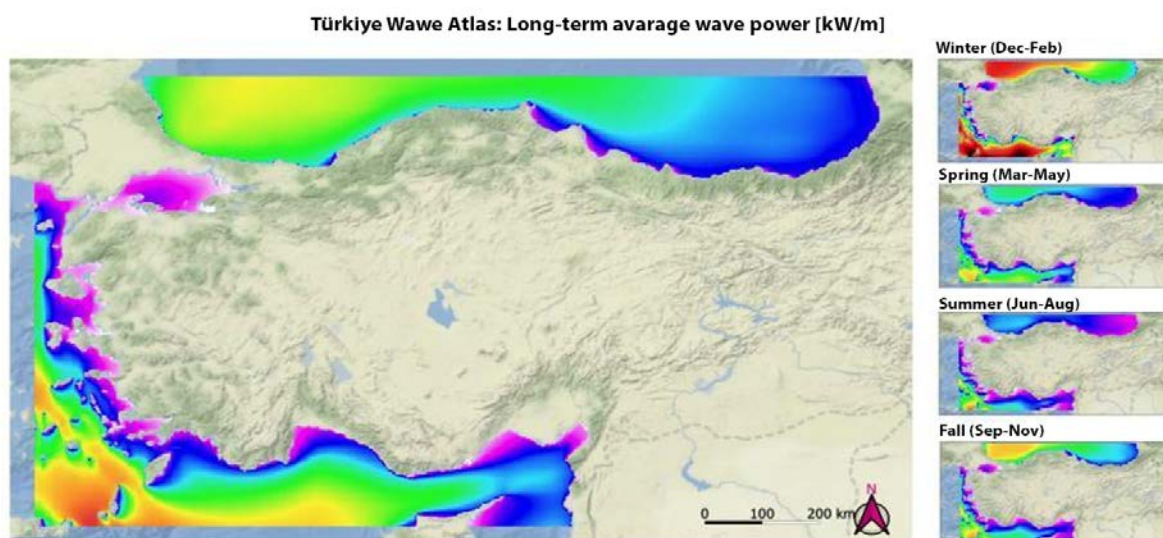 Türkiye Wawe Atlas: Long-term avarage wave power [kW/m]
Winter (Dec-Feb)
Spring (Mar-May)
Summer (Jun-Aug)
Fall (Sep-Nov)
N
0 100 200 km